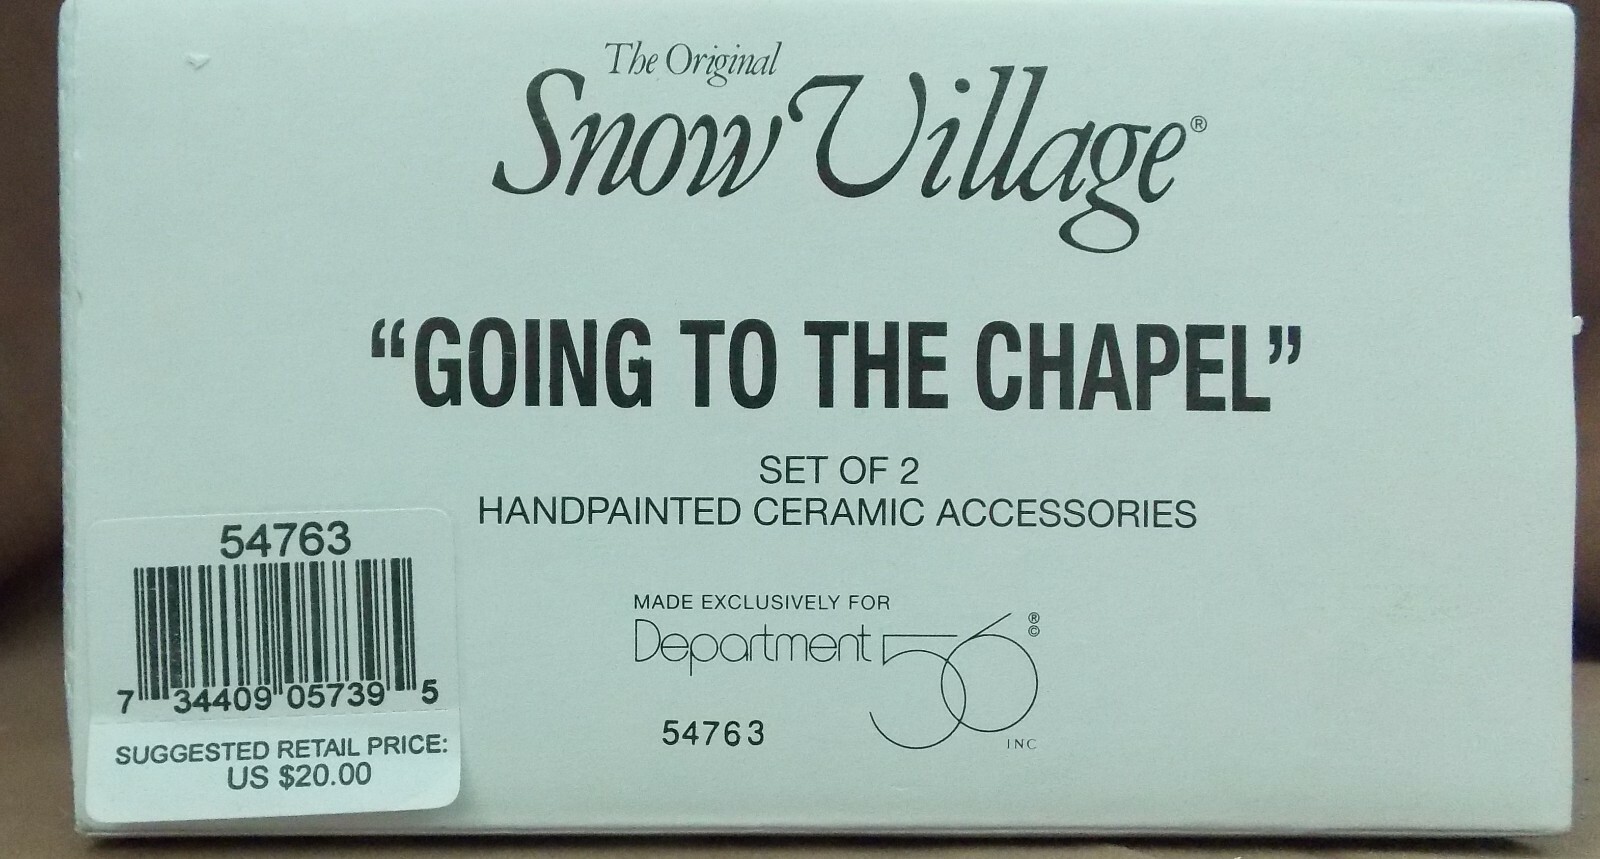 The Original
Snow Village®
“GOING TO THE CHAPEL”
SET OF 2
HANDPAINTED CERAMIC ACCESSORIES
MADE EXCLUSIVELY FOR
Department 56 ® ©
INC
54763
54763
7 34409 05739 5
SUGGESTED RETAIL PRICE:
US $20.00